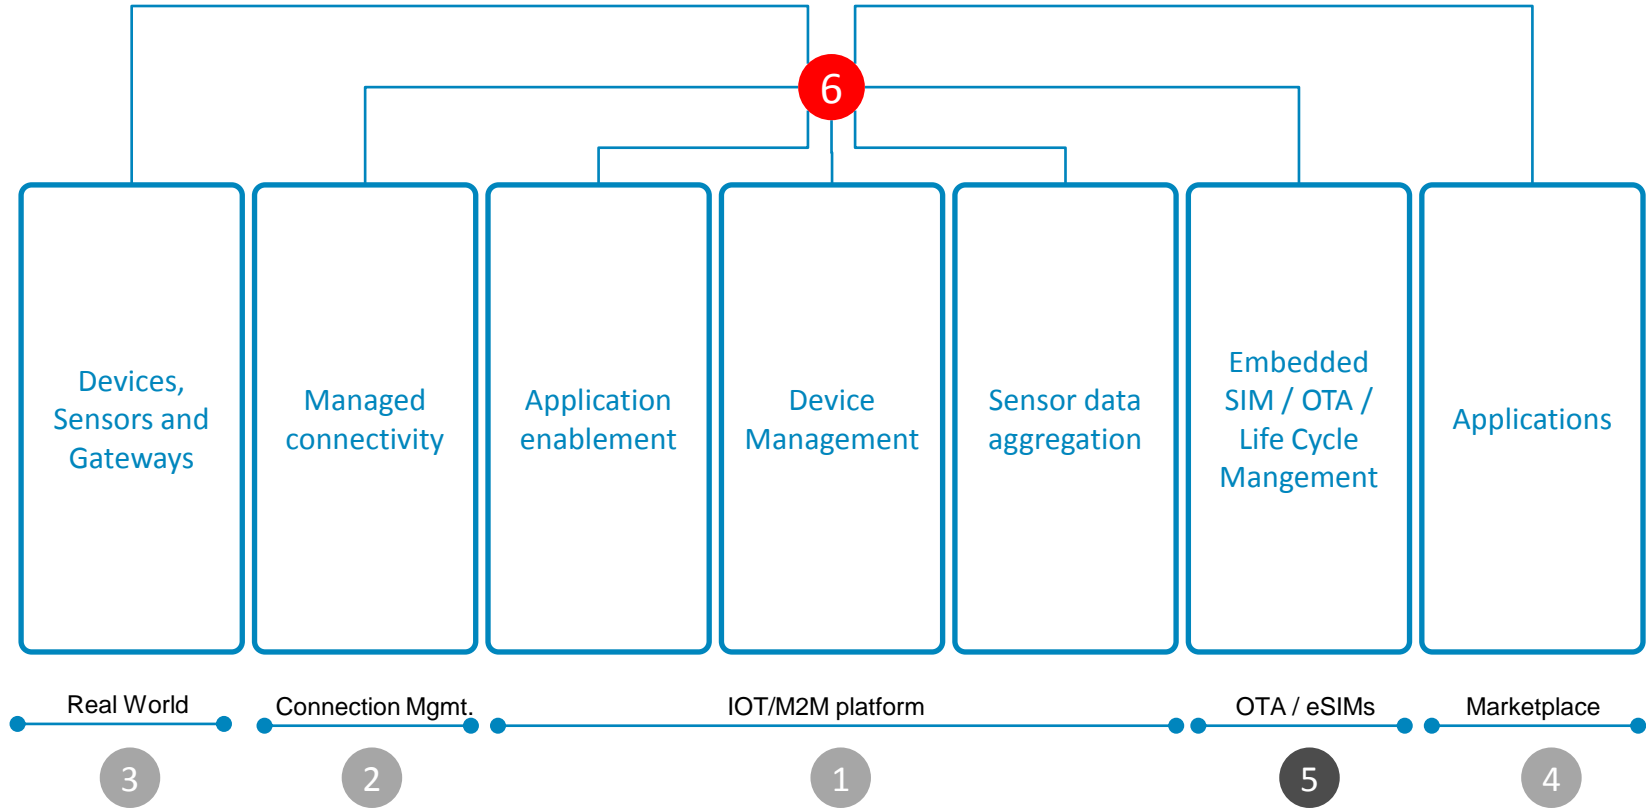 6
Devices,
Sensors and
Gateways
Managed
connectivity
Application
enablement
Device
Management
Sensor data
aggregation
Embedded
SIM / OTA /
Life Cycle
Mangement
Applications
Real World
Connection Mgmt.
IOT/M2M platform
OTA / eSIMs
Marketplace
3
2
1
5
4